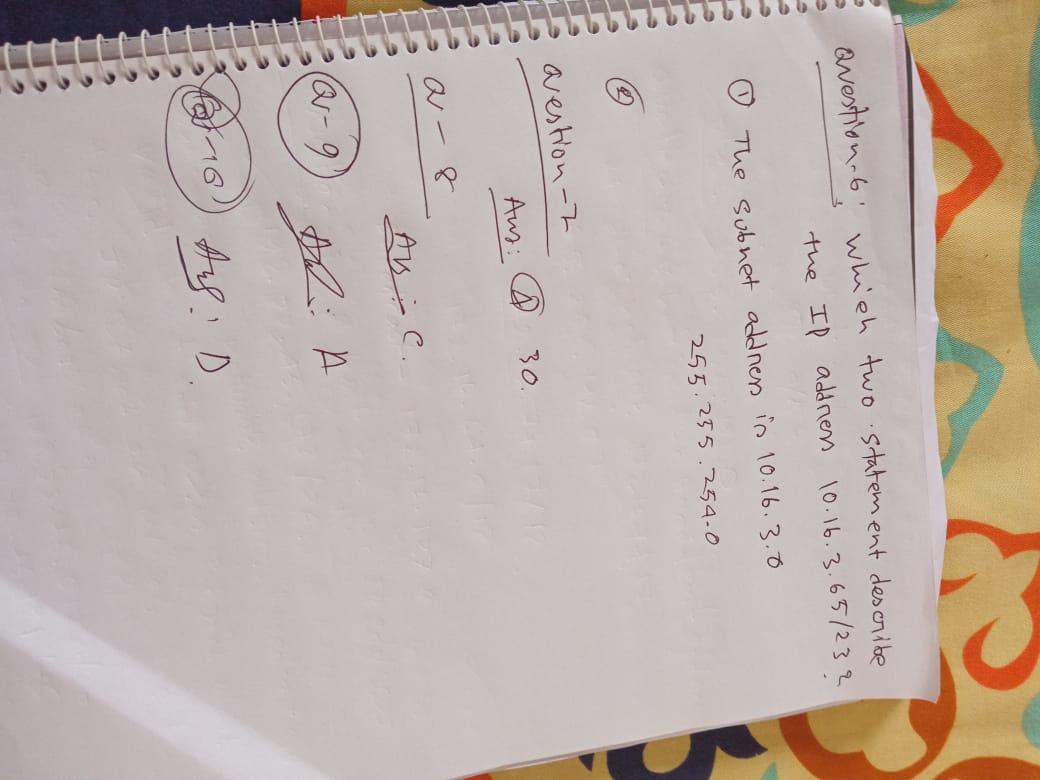 Question-6: which two statement describe
the IP address 10.16.3.65/23?
① The subnet address is 10.16.3.0
255.255.254.0
②
Question-7
Ans: Ⓐ 30.
Q-8
Ans: C.
Q-9
Ans: A
Q-10
Ans: D.